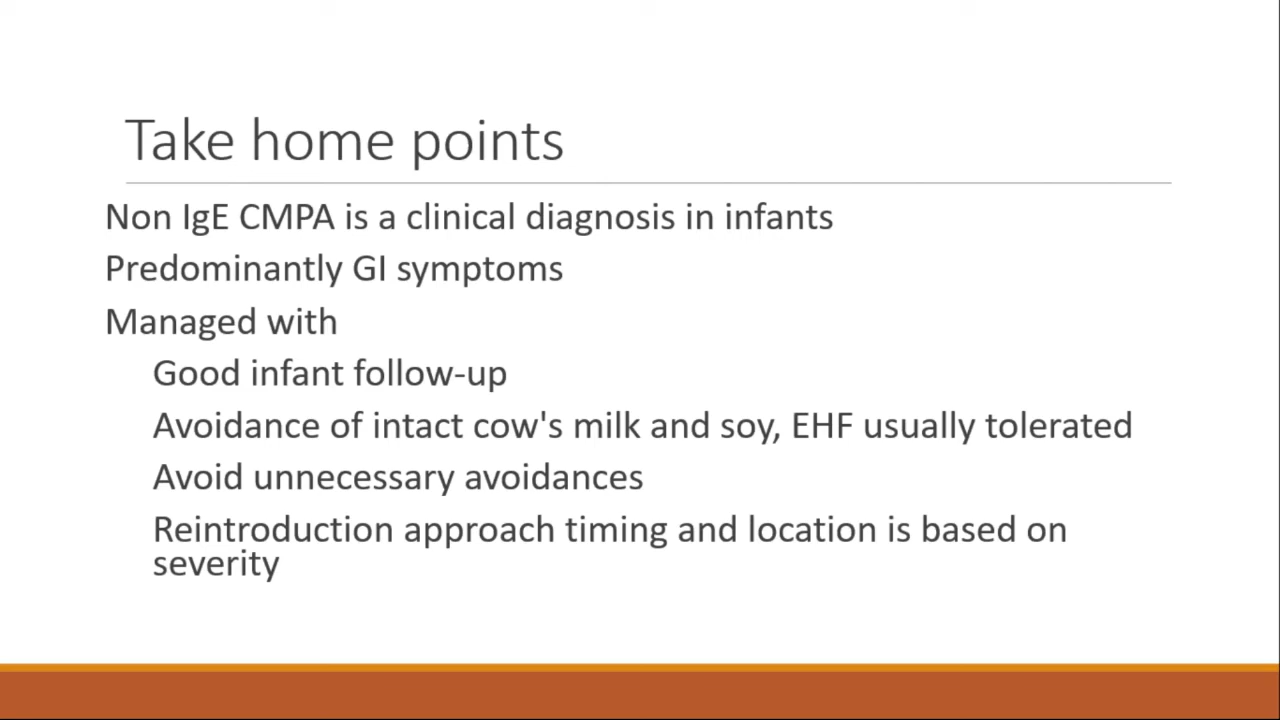 Take home points
Non IgE CMPA is a clinical diagnosis in infants
Predominantly GI symptoms
Managed with
Good infant follow-up
Avoidance of intact cow's milk and soy, EHF usually tolerated
Avoid unnecessary avoidances
Reintroduction approach timing and location is based on
severity